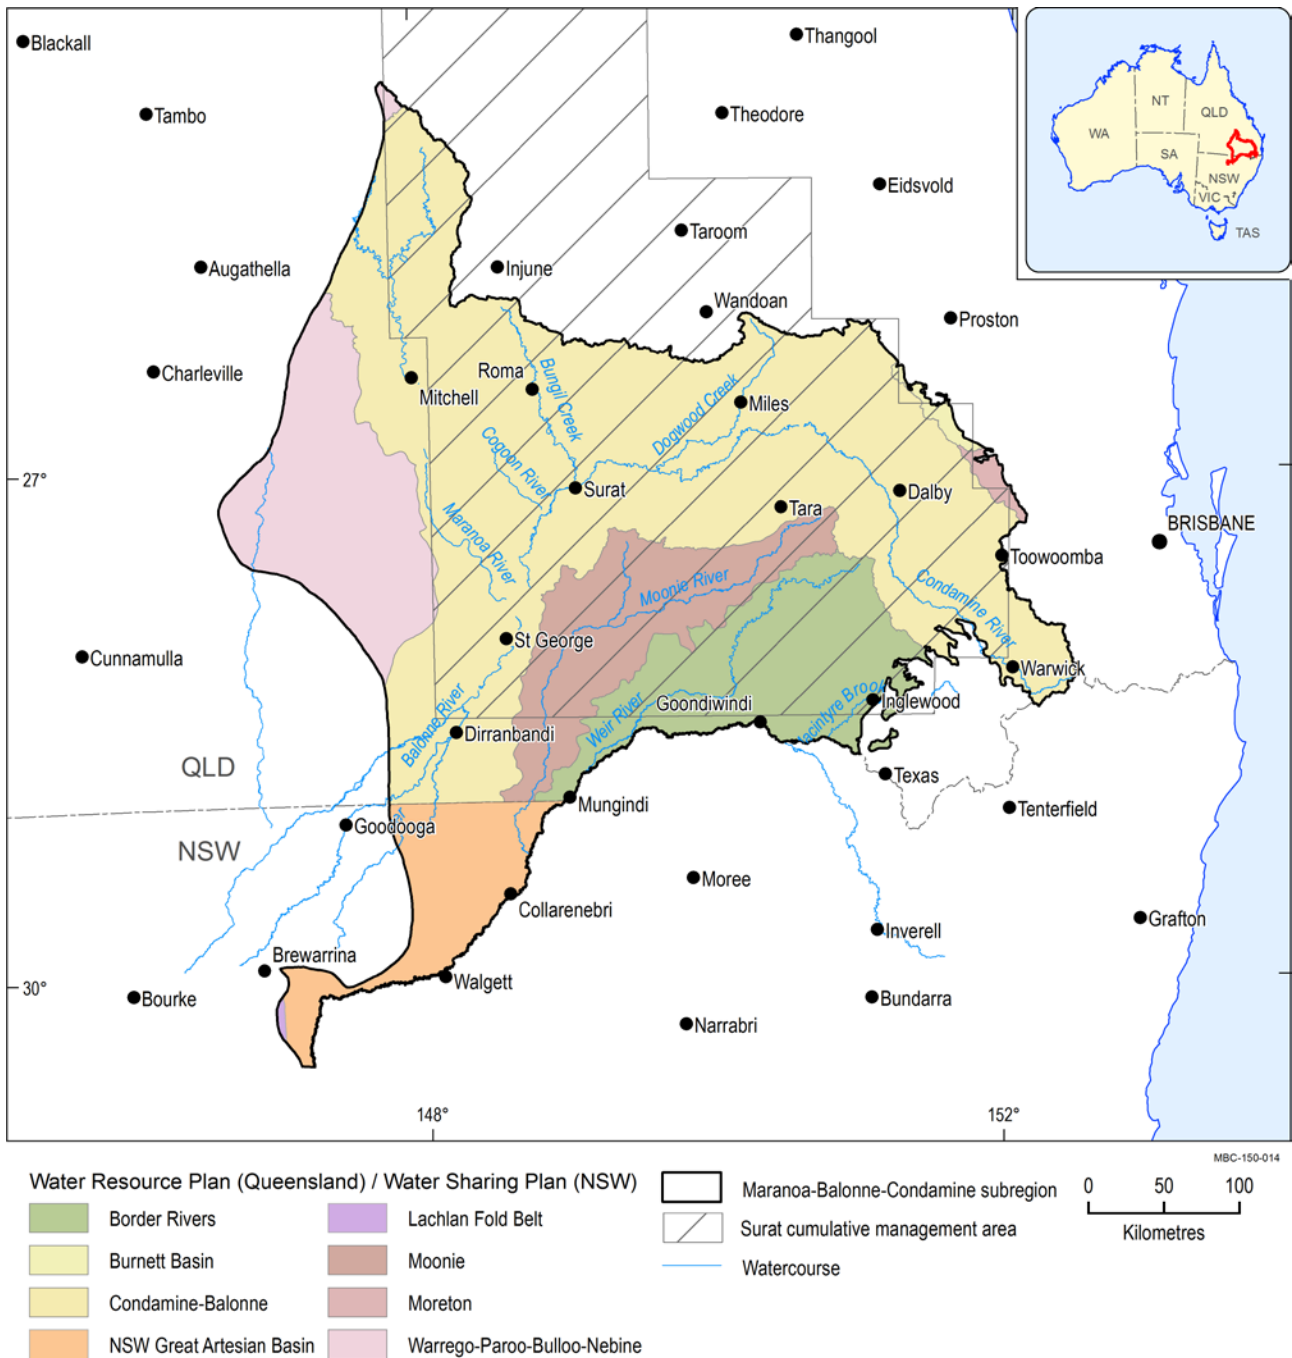 Blackall
Thangool
Tambo
Theodore
Eidsvold
Taroom
Augathella
Injune
Wandoan
Proston
Charleville
Roma
Mitchell
Bungil Creek
Dogwood Creek
Miles
Cogoon River
27°
Surat
Dalby
Tara
BRISBANE
Maranoa River
Toowoomba
Moonie River
Condamine River
St George
Cunnamulla
Warwick
Balonne River
Goondiwindi
Inglewood
Weir River
Macintyre Brook
Dirranbandi
QLD
Texas
Mungindi
Tenterfield
Goodooga
NSW
Moree
Collarenebri
Grafton
Inverell
Brewarrina
Walgett
30°
Bourke
Bundarra
Narrabri
148°
152°
WA
NT
QLD
SA
NSW
VIC
TAS
MBC-150-014
Water Resource Plan (Queensland) / Water Sharing Plan (NSW)
Border Rivers
Burnett Basin
Condamine-Balonne
NSW Great Artesian Basin
Lachlan Fold Belt
Moonie
Moreton
Warrego-Paroo-Bulloo-Nebine
Maranoa-Balonne-Condamine subregion
Surat cumulative management area
Watercourse
0 50 100
Kilometres